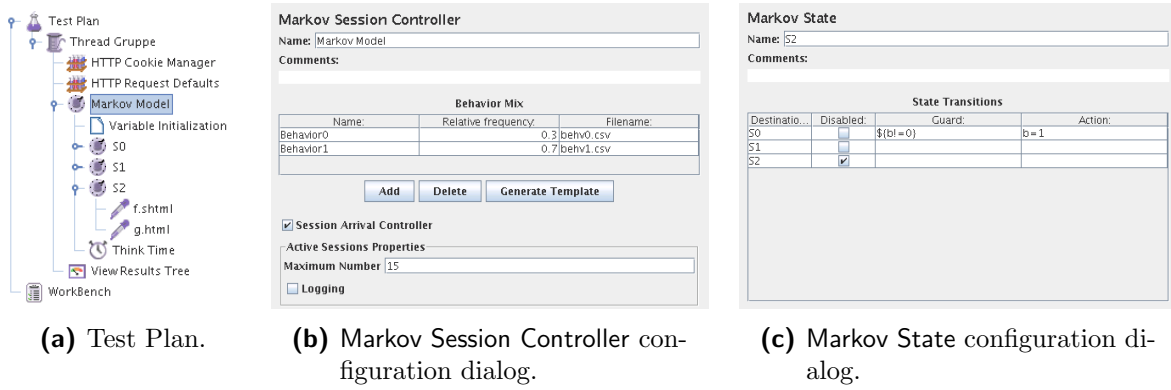 Test Plan
Thread Gruppe
HTTP Cookie Manager
HTTP Request Defaults
Markov Model
Variable Initialization
S0
S1
S2
f.shtml
g.html
Think Time
View Results Tree
WorkBench
(a) Test Plan.
Markov Session Controller
Name: Markov Model
Comments:
Behavior Mix
Name: Relative frequency: Filename:
Behavior0 0.3 behv0.csv
Behavior1 0.7 behv1.csv
Add Delete Generate Template
Session Arrival Controller
Active Sessions Properties
Maximum Number 15
Logging
(b) Markov Session Controller con-
figuration dialog.
Markov State
Name: S2
Comments:
State Transitions
Destinatio... Disabled: Guard: Action:
S0 ${b!=0} b=1
S1
S2
(c) Markov State configuration di-
alog.